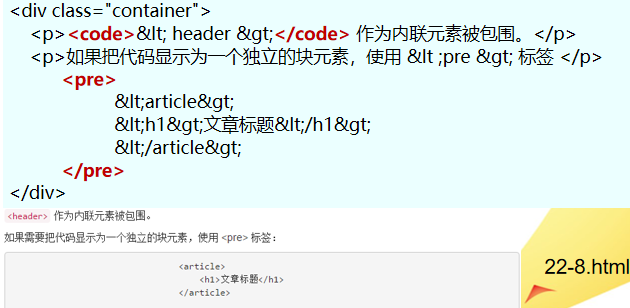 <div class="container">
<p><code>&lt; header &gt;</code> 作为内联元素被包围。</p>
<p>如果把代码显示为一个独立的块元素，使用 &lt ;pre &gt; 标签 </p>
<pre>
&lt;article&gt;
&lt;h1&gt;文章标题&lt;/h1&gt;
&lt;/article&gt;
</pre>
</div>
<header> 作为内联元素被包围。
如果需要把代码显示为一个独立的块元素，使用 <pre> 标签：
<article>
<h1>文章标题</h1>
</article>
22-8.html